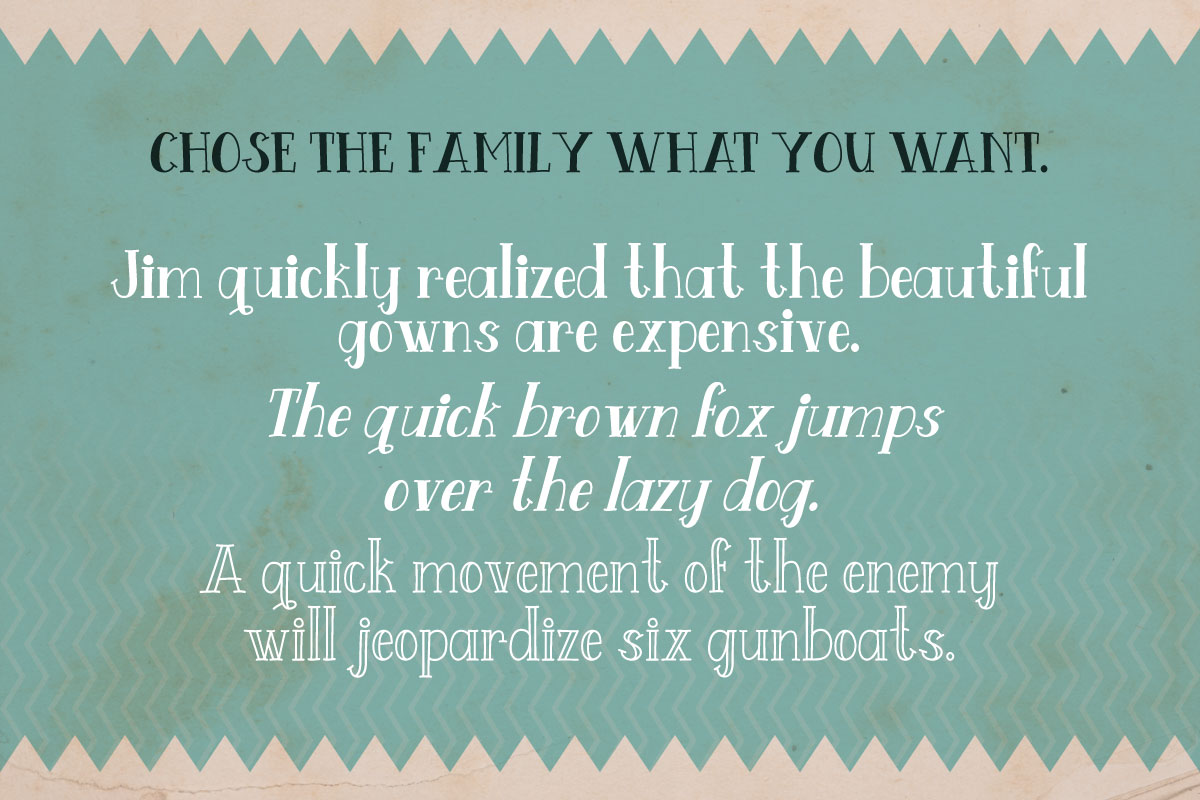 CHOSE THE FAMILY WHAT YOU WANT.
Jim quickly realized that the beautiful
gowns are expensive.
The quick brown fox jumps
over the lazy dog.
A quick movement of the enemy
will jeopardize six gunboats.